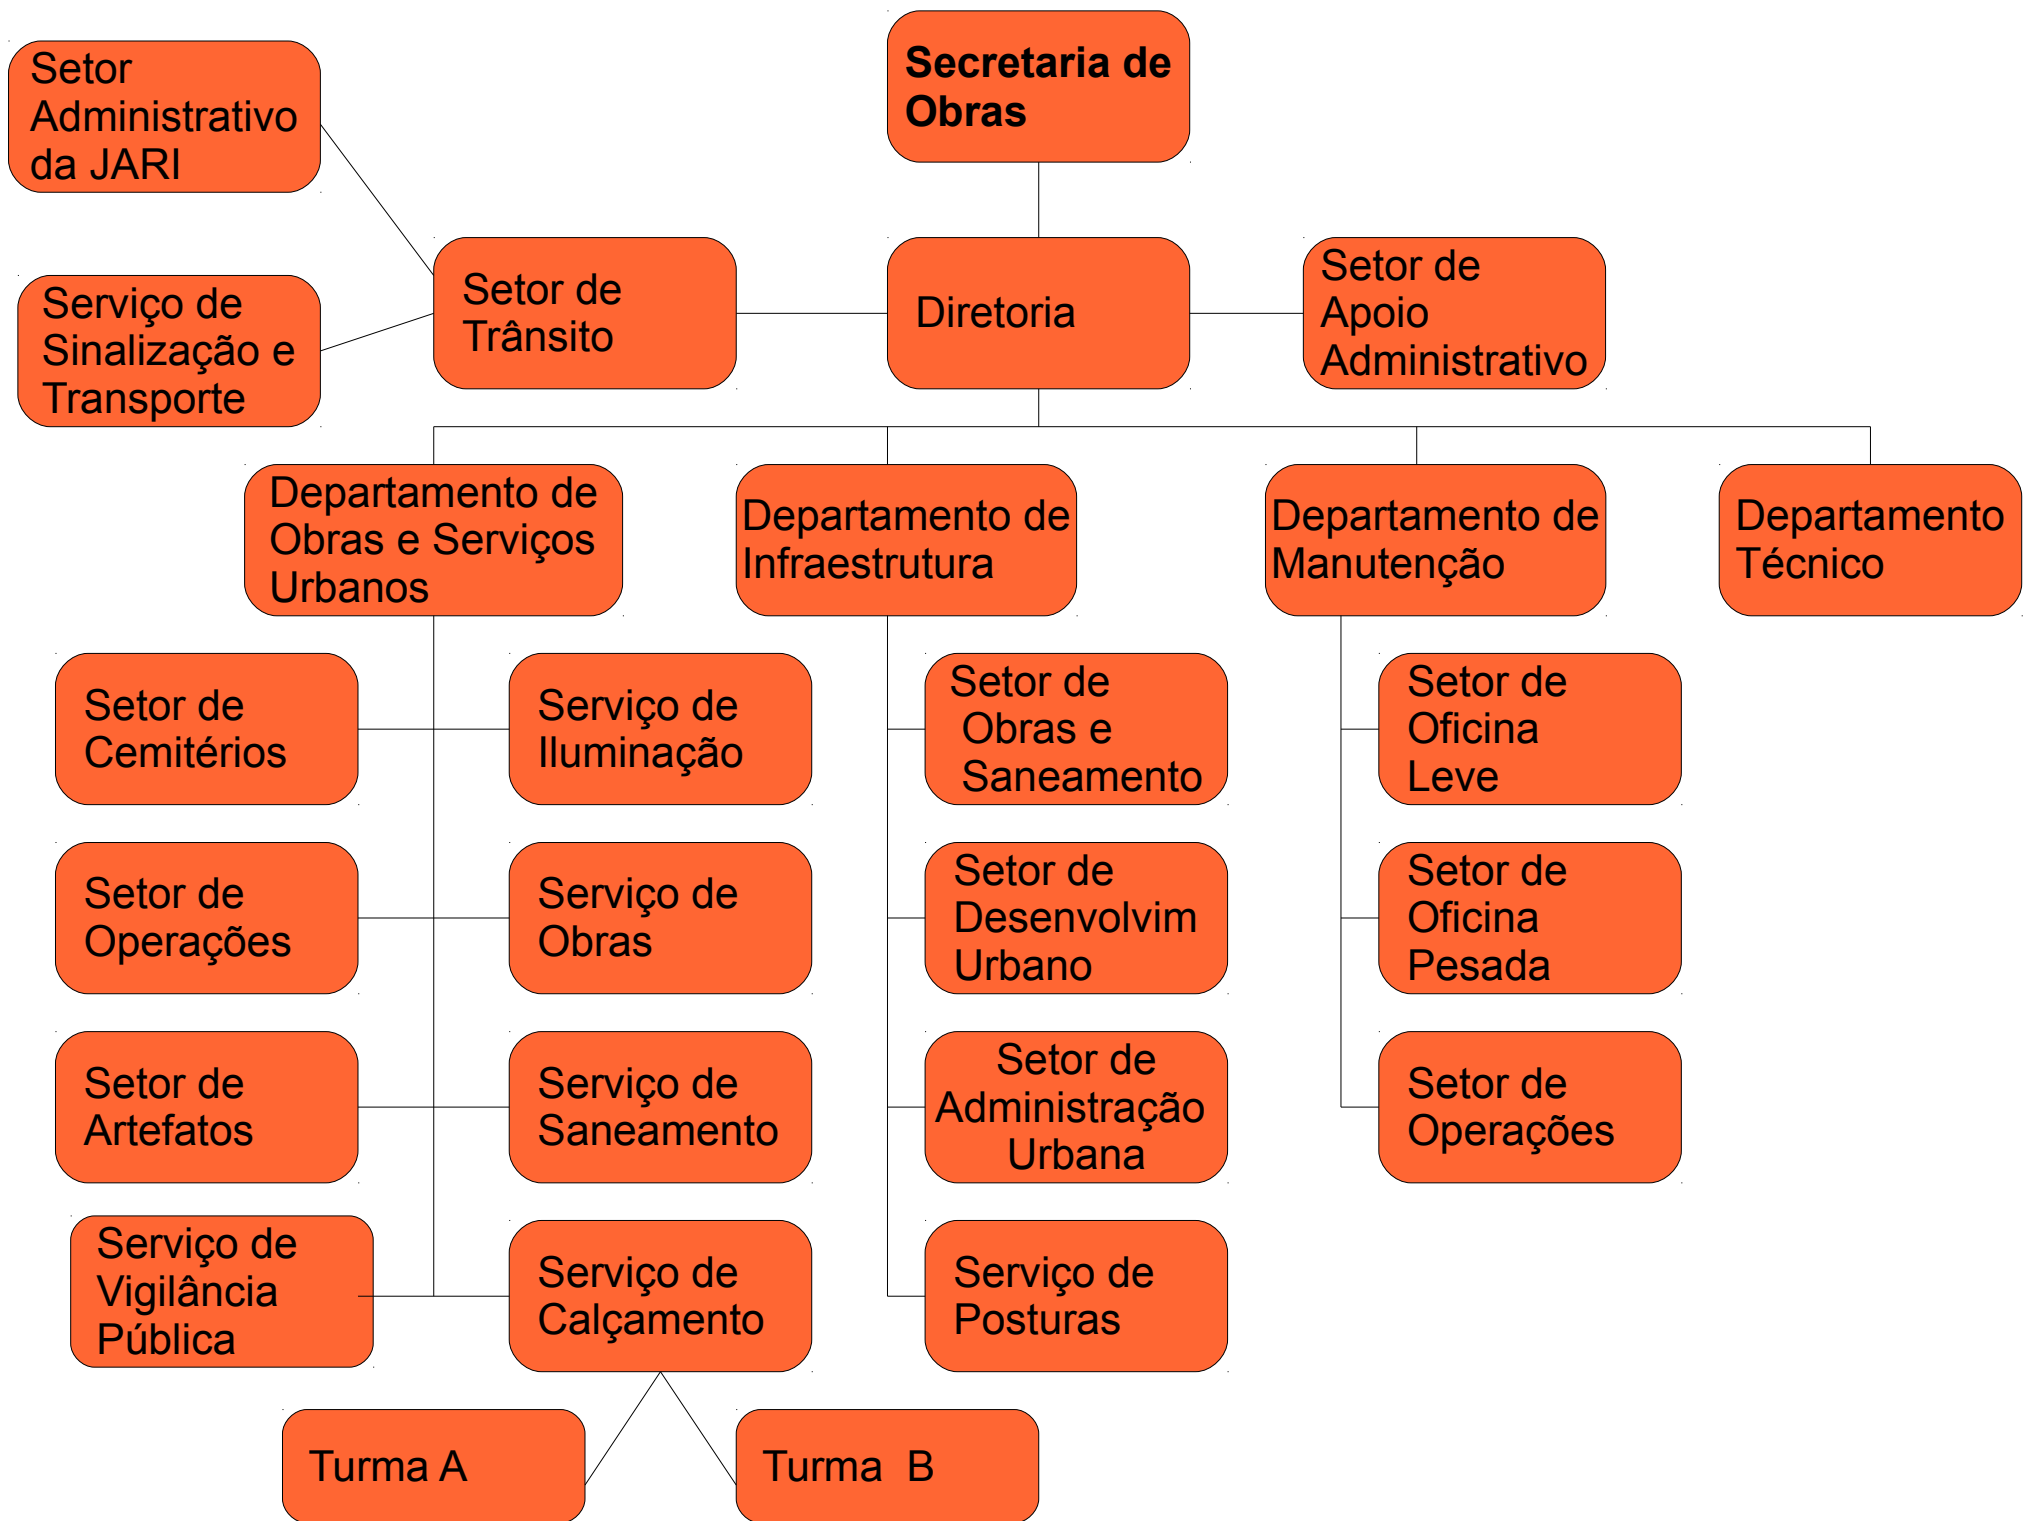 Secretaria de
Obras
Setor
Administrativo
da JARI
Serviço de
Sinalização e
Transporte
Setor de
Trânsito
Diretoria
Setor de
Apoio
Administrativo
Departamento de
Obras e Serviços
Urbanos
Departamento de
Infraestrutura
Departamento de
Manutenção
Departamento
Técnico
Setor de
Cemitérios
Serviço de
Iluminação
Setor de
Obras e
Saneamento
Setor de
Oficina
Leve
Setor de
Operações
Serviço de
Obras
Setor de
Desenvolvim
Urbano
Setor de
Oficina
Pesada
Setor de
Artefatos
Serviço de
Saneamento
Setor de
Administração
Urbana
Setor de
Operações
Serviço de
Vigilância
Pública
Serviço de
Calçamento
Serviço de
Posturas
Turma A
Turma  B